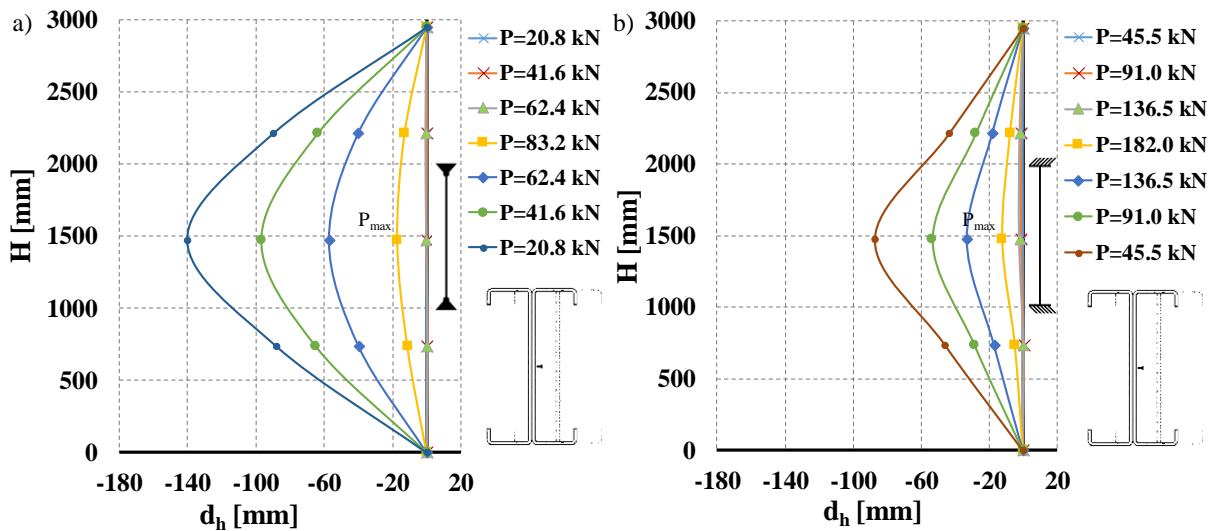 a)
3000
2500
2000
1500
1000
500
0
H [mm]
-180 -140 -100 -60 -20 20
d_h [mm]
P_max
P=20.8 kN
P=41.6 kN
P=62.4 kN
P=83.2 kN
P=62.4 kN
P=41.6 kN
P=20.8 kN
b)
3000
2500
2000
1500
1000
500
0
H [mm]
-180 -140 -100 -60 -20 20
d_h [mm]
P_max
P=45.5 kN
P=91.0 kN
P=136.5 kN
P=182.0 kN
P=136.5 kN
P=91.0 kN
P=45.5 kN